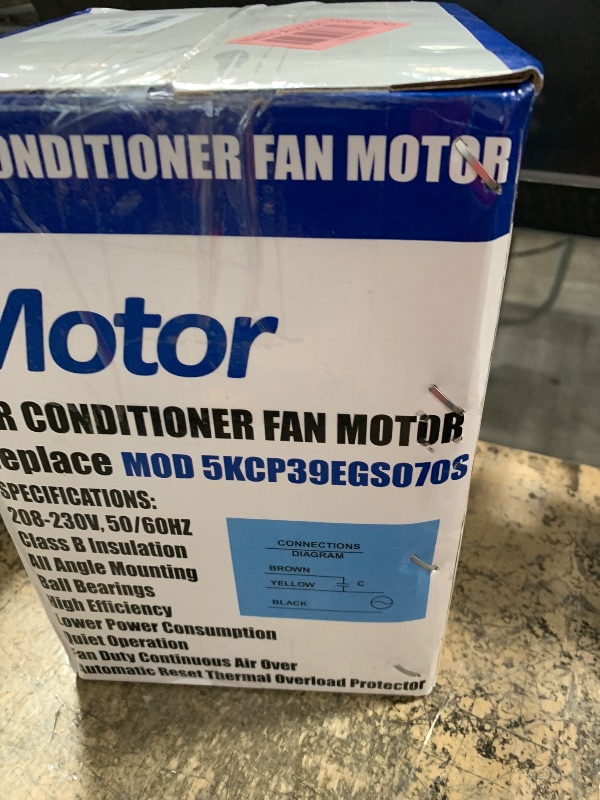 ONDITIONER FAN MOTOR
Motor
R CONDITIONER FAN MOTOR
eplace MOD 5KCP39EGS070S
SPECIFICATIONS:
208-230V, 50/60HZ
Class B Insulation
All Angle Mounting
Ball Bearings
High Efficiency
Lower Power Consumption
Quiet Operation
Fan Duty Continuous Air Over
Automatic Reset Thermal Overload Protector
CONNECTIONS
DIAGRAM
BROWN
YELLOW C
BLACK